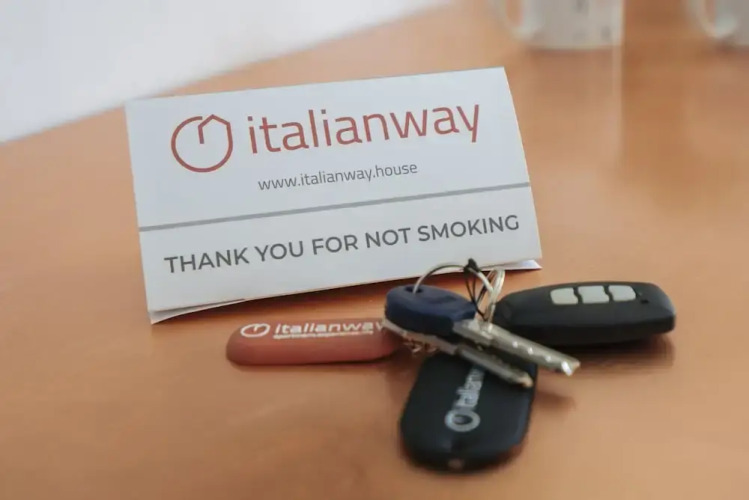 italianway
www.italianway.house
THANK YOU FOR NOT SMOKING
italianway